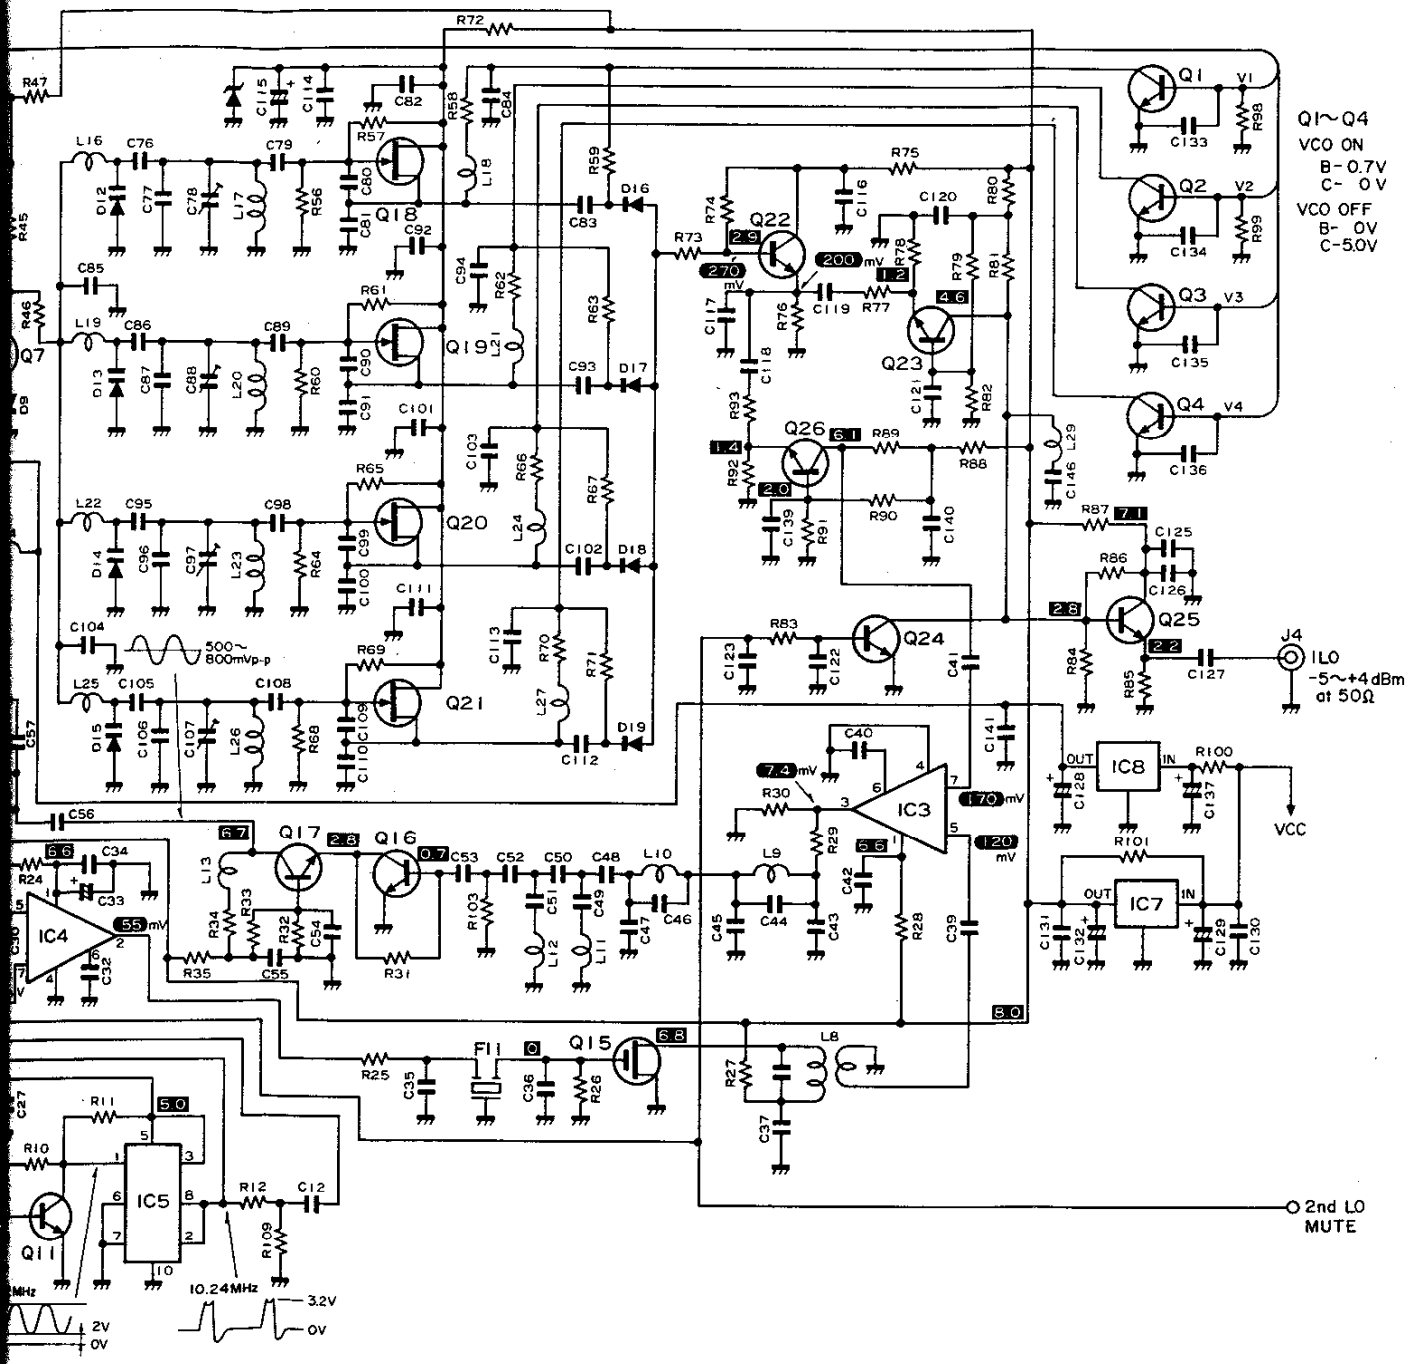 R72
R47
C115
+
C114
C82
R58
C84
R57
Q1
V1
R98
C133
Q1~Q4
VCO ON
B-0.7V
C- 0V
VCO OFF
B- 0V
C-5.0V
L16
C76
C79
R59
L18
D12
C77
C78
L17
R56
C80
C81
Q18
C83
D16
R75
C116
R74
Q22
C120
R80
Q2
V2
R99
C134
R45
C92
C94
R62
R73
2.9
270
mV
200 mV
1.2
R78
R79
R81
C85
R61
R63
C117
R76
C119
R77
4.6
Q3
V3
C135
R46
L19
C86
C89
Q19
L21
Q7
D13
C87
C88
L20
R60
C90
C91
C93
D17
C118
Q23
C121
R82
D9
C101
C103
R66
R93
Q26
6.1
R89
R88
L29
Q4
V4
C136
1.4
R92
2.0
C139
R91
R90
C140
C146
R65
R67
L22
C95
C98
Q20
L24
D14
C96
C97
L23
R64
C99
C100
C102
D18
R87
7.1
C125
R86
C126
C104
500~
800mVp-p
C111
C113
R70
R71
R69
2.8
Q25
2.2
R83
Q24
C123
C122
C41
R84
R85
C127
J4
1LO
-5~+4dBm
at 50Ω
L25
C105
C108
Q21
L27
D15
C106
C107
L26
R68
C109
C110
C112
D19
C57
C141
C40
4
6
7
IC3
3
5
1
7.4 mV
R30
R29
170 mV
120
mV
6.6
C42
R28
C39
OUT
IC8
IN
R100
+
C128
+
C137
VCC
R101
OUT
IC7
IN
C131
C132
+
+
C129
C130
C56
6.7
Q17
2.8
Q16
0.7
C53
C52
C50
C48
L10
L9
R24
6.6
C34
+
C33
1
L13
R34
R33
R32
C54
C55
R35
R31
R103
C51
C49
L12
L11
C47
C46
C45
C44
C43
5
IC4
55 mV
2
C30
7
V
6
4
C32
8.0
R25
F11
0
Q15
6.8
C35
C36
R26
R27
L8
C37
C27
R11
5.0
5
R10
1
3
6
IC5
8
7
2
10
Q11
R12
C12
R109
2nd LO
MUTE
MHz
2V
0V
10.24MHz
3.2V
0V